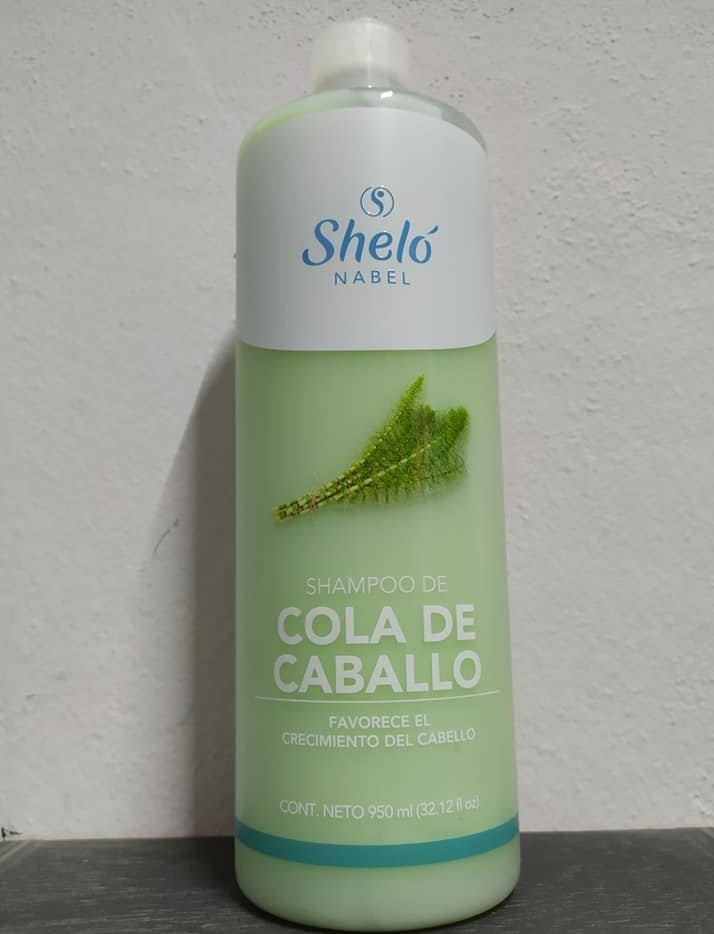 Sheló
NABEL
SHAMPOO DE
COLA DE
CABALLO
FAVORECE EL
CRECIMIENTO DEL CABELLO
CONT. NETO 950 ml (32.12 fl oz)